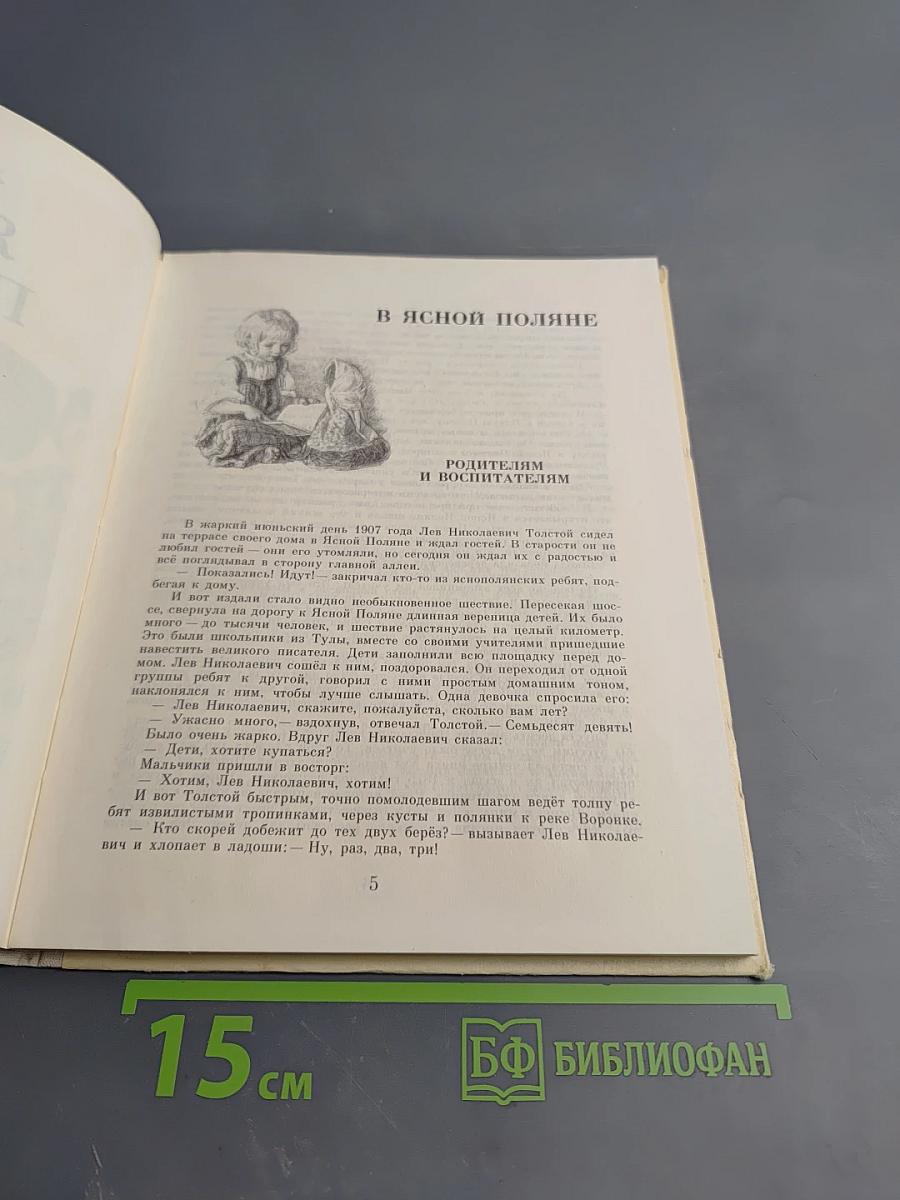 В ЯСНОЙ ПОЛЯНЕ
РОДИТЕЛЯМ
И ВОСПИТАТЕЛЯМ
В жаркий июньский день 1907 года Лев Николаевич Толстой сидел
на террасе своего дома в Ясной Поляне и ждал гостей. В старости он не
любил гостей — они его утомляли, но сегодня он ждал их с радостью и
всё поглядывал в сторону главной аллеи.
— Показались! Идут! — закричал кто-то из яснополянских ребят, под-
бегая к дому.
И вот издали стало видно необыкновенное шествие. Пересекая шос-
се, свернула на дорогу к Ясной Поляне длинная вереница детей. Их было
много — до тысячи человек, и шествие растянулось на целый километр.
Это были школьники из Тулы, вместе со своими учителями пришедшие
навестить великого писателя. Дети заполнили всю площадку перед до-
мом. Лев Николаевич сошёл к ним, поздоровался. Он переходил от одной
группы ребят к другой, говорил с ними простым домашним тоном,
наклонялся к ним, чтобы лучше слышать. Одна девочка спросила его:
— Лев Николаевич, скажите, пожалуйста, сколько вам лет?
— Ужасно много, — вздохнув, отвечал Толстой. — Семьдесят девять!
Было очень жарко. Вдруг Лев Николаевич сказал:
— Дети, хотите купаться?
Мальчики пришли в восторг:
— Хотим, Лев Николаевич, хотим!
И вот Толстой быстрым, точно помолодевшим шагом ведёт толпу ре-
бят извилистыми тропинками, через кусты и полянки к реке Воронке.
— Кто скорей добежит до тех двух берёз? — вызывает Лев Николае-
вич и хлопает в ладоши: — Ну, раз, два, три!
5
15 см
БФ БИБЛИОФАН